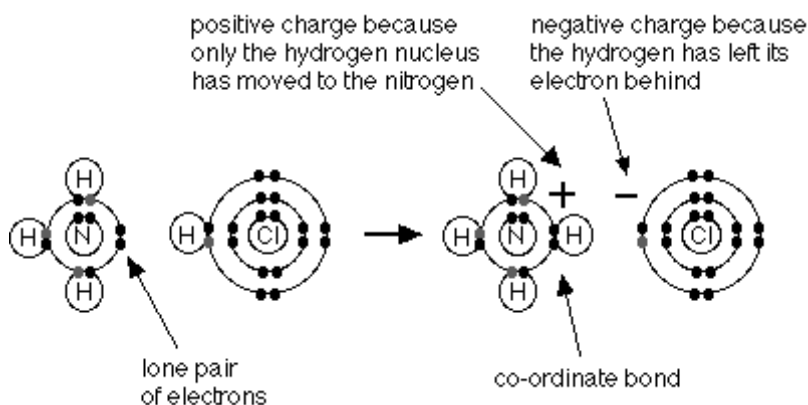 positive charge because
only the hydrogen nucleus
has moved to the nitrogen
negative charge because
the hydrogen has left its
electron behind
H
H
N
H
H
Cl
H
H
N
H
H
+
−
Cl
lone pair
of electrons
co-ordinate bond